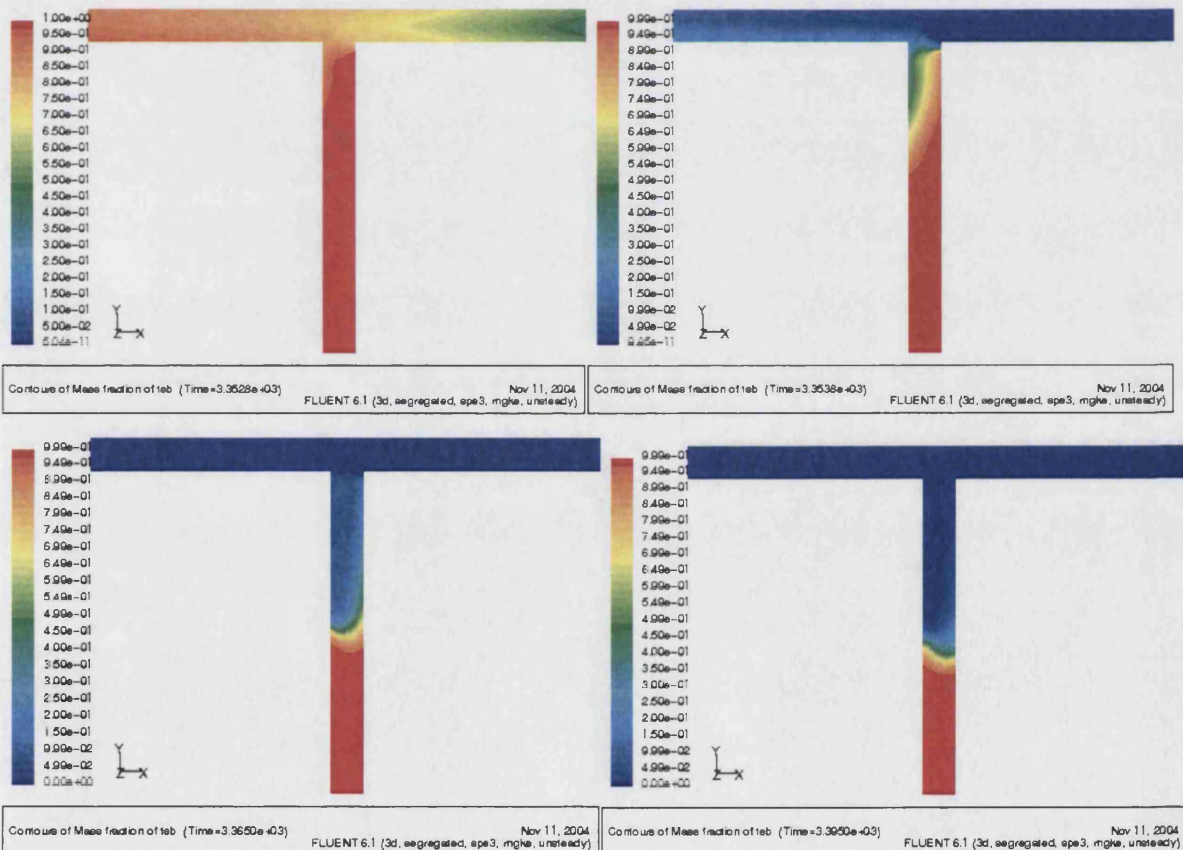 1.00e+00
9.50e-01
9.00e-01
8.50e-01
8.00e-01
7.50e-01
7.00e-01
6.50e-01
6.00e-01
5.50e-01
5.00e-01
4.50e-01
4.00e-01
3.50e-01
3.00e-01
2.50e-01
2.00e-01
1.50e-01
1.00e-01
5.00e-02
Y
Z X
Contours of Mass fraction of teb (Time=3.3528e+03)
Nov 11, 2004
FLUENT 6.1 (3d, segregated, spe3, rngke, unsteady)
9.99e-01
9.49e-01
8.99e-01
8.49e-01
7.99e-01
7.49e-01
6.99e-01
6.49e-01
5.99e-01
5.49e-01
4.99e-01
4.50e-01
4.00e-01
3.50e-01
3.00e-01
2.50e-01
2.00e-01
1.50e-01
9.99e-02
4.99e-02
Y
Z X
Contours of Mass fraction of teb (Time=3.3538e+03)
Nov 11, 2004
FLUENT 6.1 (3d, segregated, spe3, rngke, unsteady)
9.99e-01
9.49e-01
8.99e-01
8.49e-01
7.99e-01
7.49e-01
6.99e-01
6.49e-01
5.99e-01
5.49e-01
4.99e-01
4.50e-01
4.00e-01
3.50e-01
3.00e-01
2.50e-01
2.00e-01
1.50e-01
9.99e-02
4.99e-02
0.00e+00
Y
Z X
Contours of Mass fraction of teb (Time=3.3650e+03)
Nov 11, 2004
FLUENT 6.1 (3d, segregated, spe3, rngke, unsteady)
9.99e-01
9.49e-01
8.99e-01
8.49e-01
7.99e-01
7.49e-01
6.99e-01
6.49e-01
5.99e-01
5.49e-01
4.99e-01
4.50e-01
4.00e-01
3.50e-01
3.00e-01
2.50e-01
2.00e-01
1.50e-01
9.99e-02
4.99e-02
0.00e+00
Y
Z X
Contours of Mass fraction of teb (Time=3.3950e+03)
Nov 11, 2004
FLUENT 6.1 (3d, segregated, spe3, rngke, unsteady)